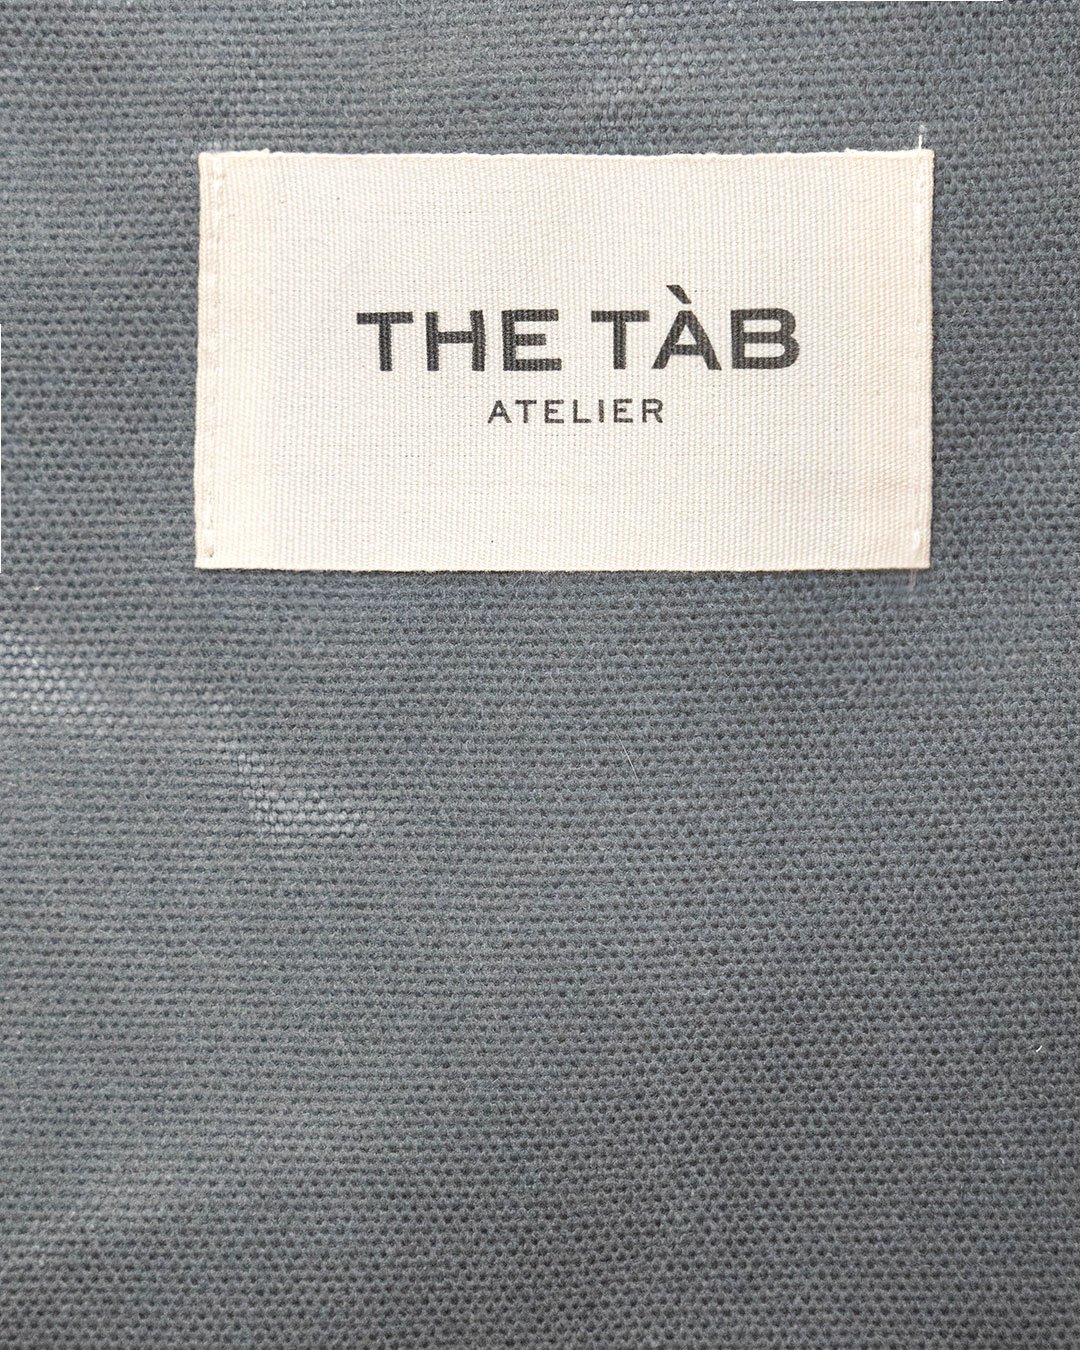 THE TÀB
ATELIER